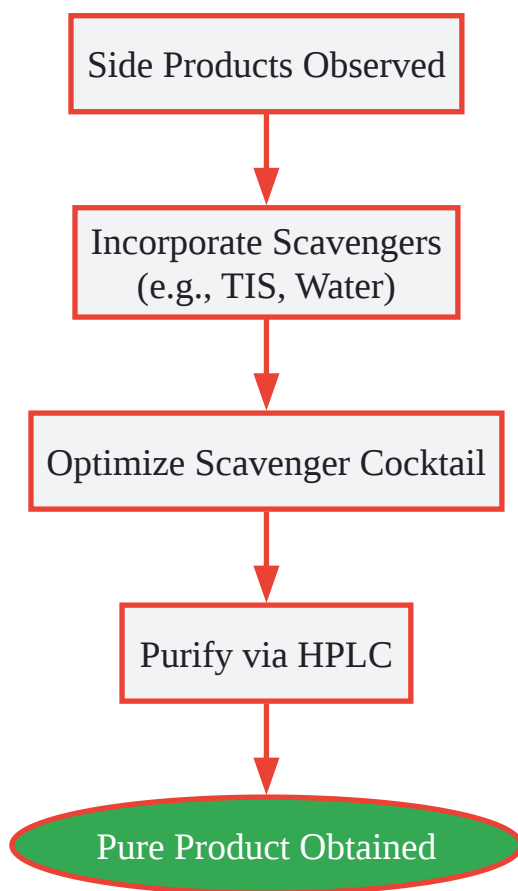 Side Products Observed
Incorporate Scavengers
(e.g., TIS, Water)
Optimize Scavenger Cocktail
Purify via HPLC
Pure Product Obtained